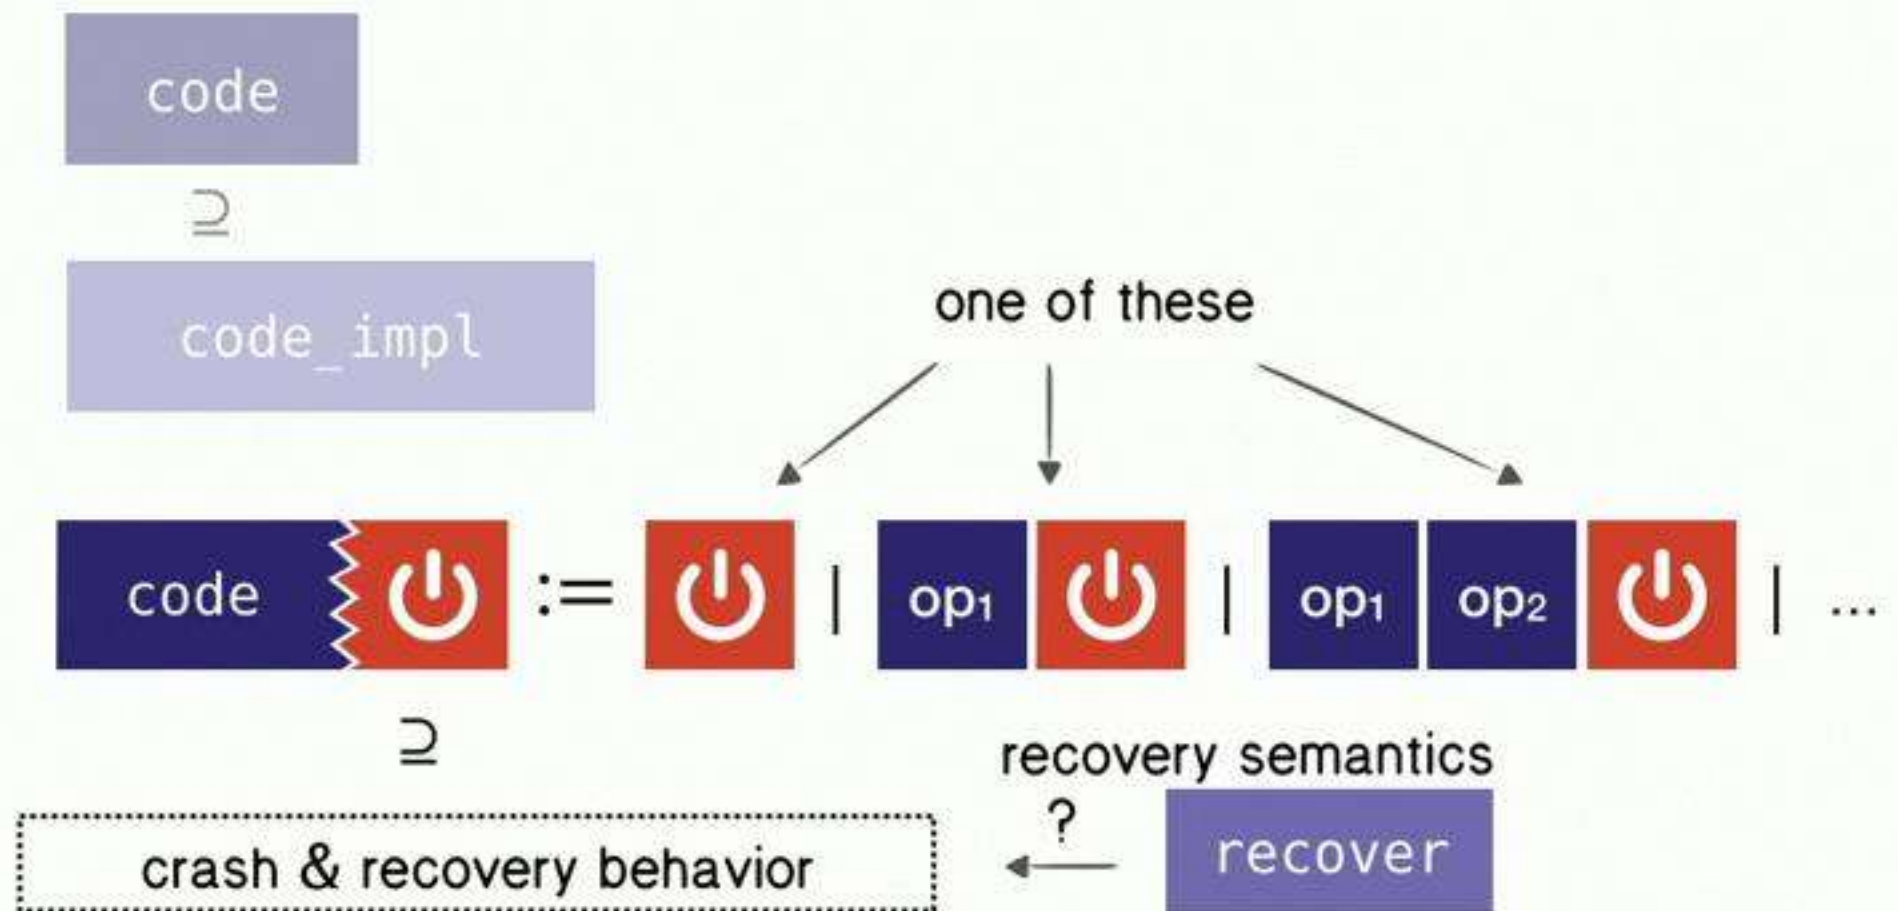 code
⊇
code_impl
one of these
code := | op₁ | op₁ op₂ | ...
⊇
recovery semantics
?
crash & recovery behavior
recover